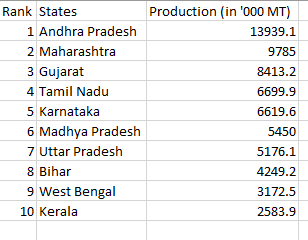 Rank States Production (in '000 MT)
1 Andhra Pradesh 13939.1
2 Maharashtra 9785
3 Gujarat 8413.2
4 Tamil Nadu 6699.9
5 Karnataka 6619.6
6 Madhya Pradesh 5450
7 Uttar Pradesh 5176.1
8 Bihar 4249.2
9 West Bengal 3172.5
10 Kerala 2583.9